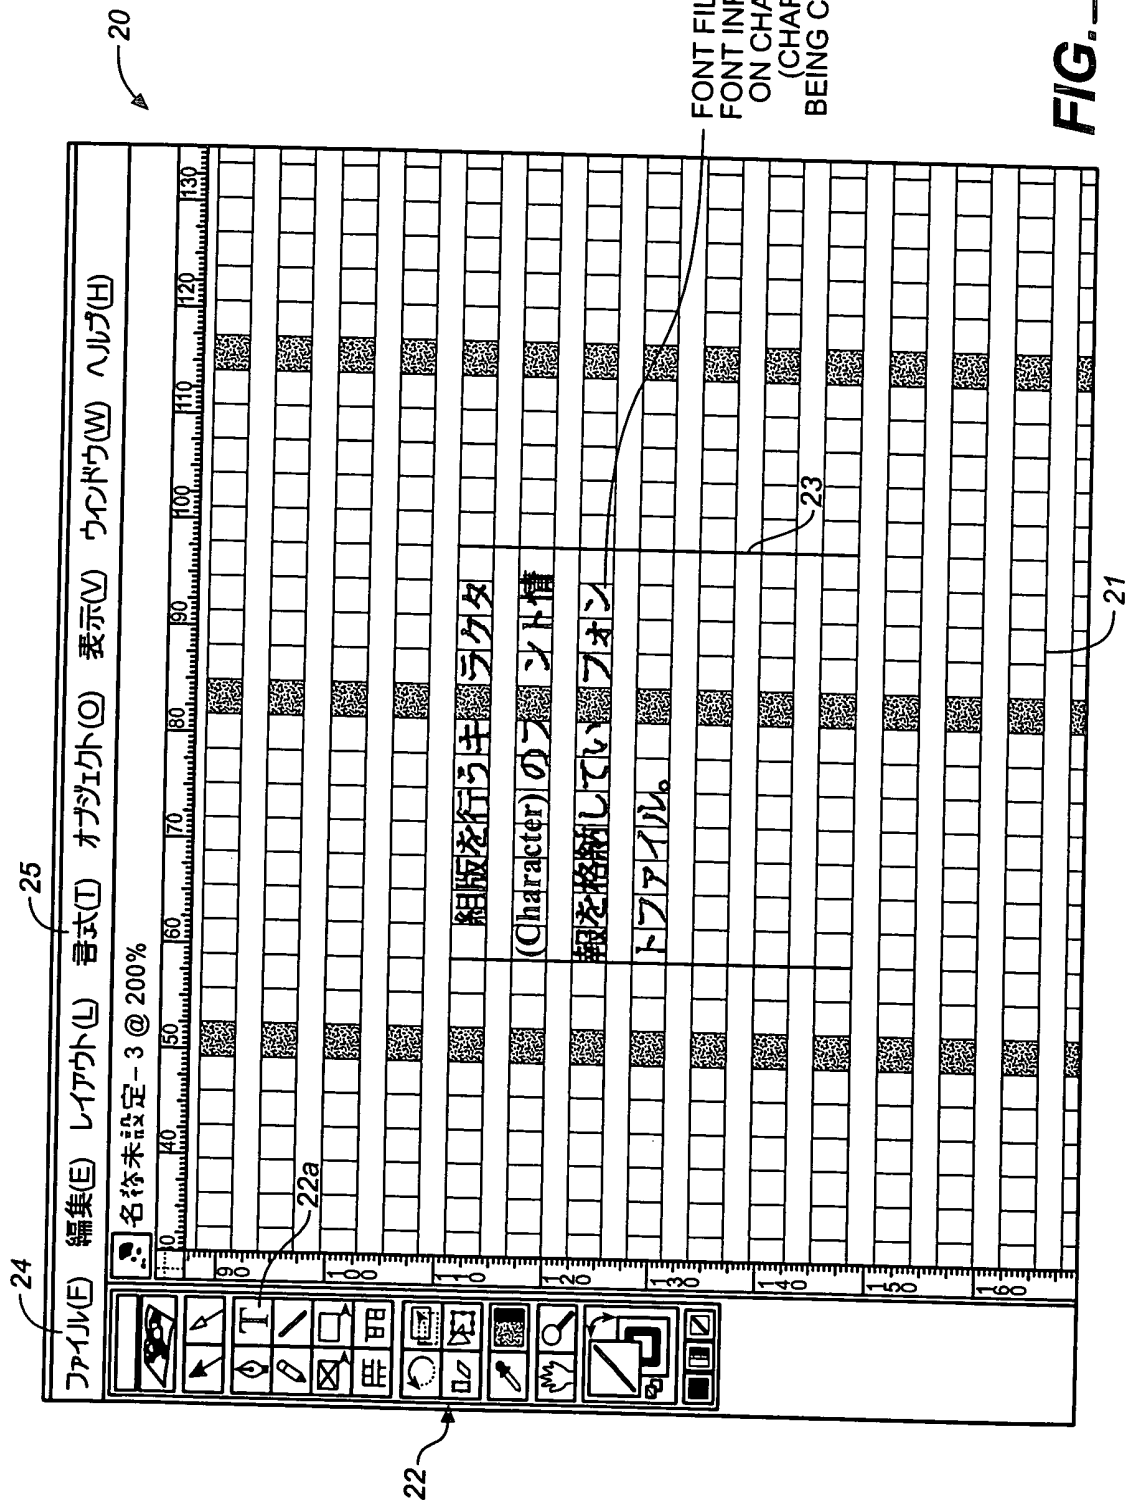 20
24
25
ファイル(F) 編集(E) レイアウト(L) 書式(T) オブジェクト(O) 表示(V) ウインドウ(W) ヘルプ(H)
名称未設定-3 @ 200%
30 40 50 60 70 80 90 100 110 120 130
90
100
110
120
130
140
150
160
22
22a
組版を行うキャラクタ
(Character) のフォント情
報を格納しているフォン
トファイル。
23
21
FONT
FONT
ON
BEING
FIG.